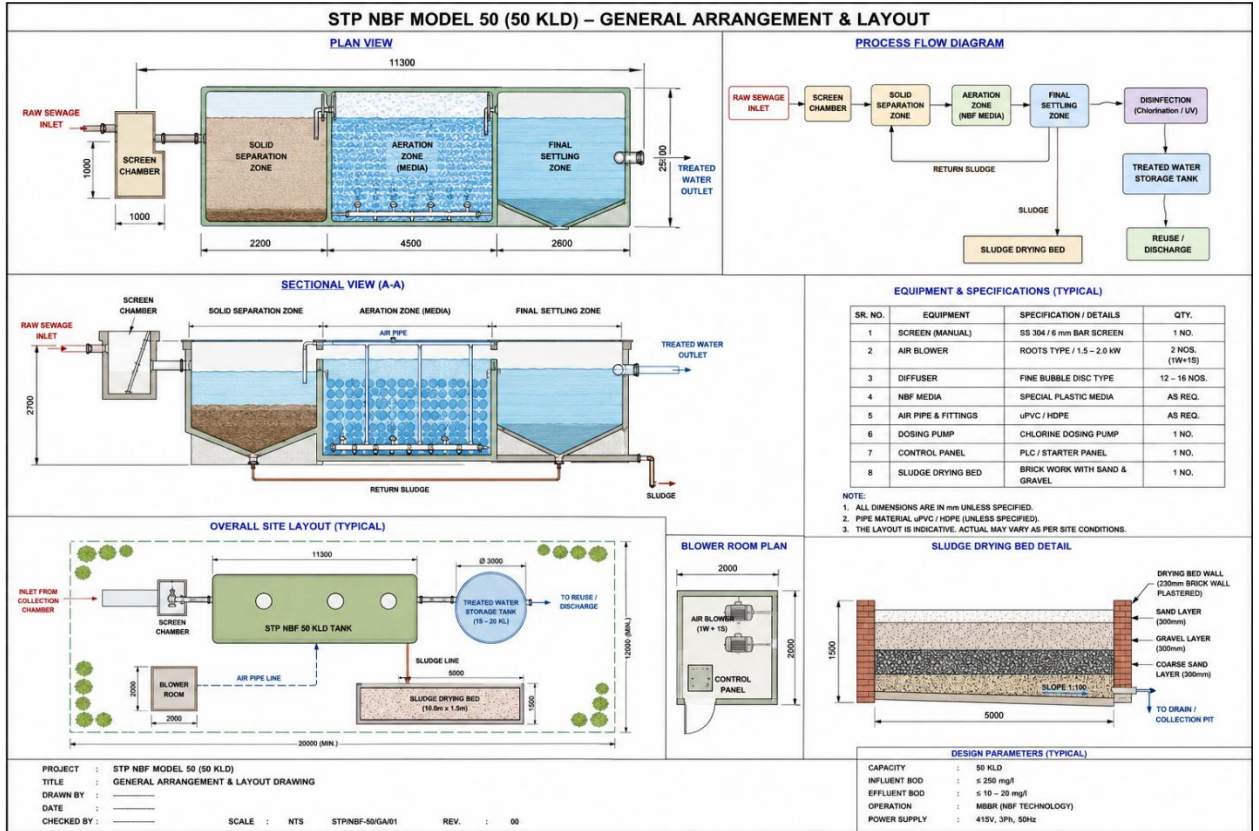 STP NBF MODEL 50 (50 KLD) – GENERAL ARRANGEMENT & LAYOUT
PLAN VIEW
11300
RAW SEWAGE
INLET
SCREEN
CHAMBER
1000
1000
SOLID
SEPARATION
ZONE
AERATION
ZONE
(MEDIA)
FINAL
SETTLING
ZONE
TREATED
WATER
OUTLET
2200
4500
2600
PROCESS FLOW DIAGRAM
RAW SEWAGE
INLET
SCREEN
CHAMBER
SOLID
SEPARATION
ZONE
AERATION
ZONE
(NBF MEDIA)
FINAL
SETTLING
ZONE
DISINFECTION
(Chlorination / UV)
RETURN SLUDGE
TREATED WATER
STORAGE TANK
SLUDGE
SLUDGE DRYING BED
REUSE /
DISCHARGE
SECTIONAL VIEW (A-A)
SCREEN
CHAMBER
SOLID SEPARATION ZONE
AERATION ZONE (MEDIA)
FINAL SETTLING ZONE
RAW SEWAGE
INLET
AIR PIPE
TREATED WATER
OUTLET
2700
RETURN SLUDGE
SLUDGE
EQUIPMENT & SPECIFICATIONS (TYPICAL)
SR. NO. EQUIPMENT SPECIFICATION / DETAILS QTY.
1 SCREEN (MANUAL) SS 304 / 6 mm BAR SCREEN 1 NO.
2 AIR BLOWER ROOTS TYPE / 1.5 – 2.0 kW 2 NOS.
(1W+1S)
3 DIFFUSER FINE BUBBLE DISC TYPE 12 – 16 NOS.
4 NBF MEDIA SPECIAL PLASTIC MEDIA AS REQ.
5 AIR PIPE & FITTINGS uPVC / HDPE AS REQ.
6 DOSING PUMP CHLORINE DOSING PUMP 1 NO.
7 CONTROL PANEL PLC / STARTER PANEL 1 NO.
8 SLUDGE DRYING BED BRICK WORK WITH SAND &
GRAVEL 1 NO.
NOTE:
1. ALL DIMENSIONS ARE IN mm UNLESS SPECIFIED.
2. PIPE MATERIAL uPVC / HDPE (UNLESS SPECIFIED).
3. THE LAYOUT IS INDICATIVE. ACTUAL MAY VARY AS PER SITE CONDITIONS.
OVERALL SITE LAYOUT (TYPICAL)
11300
Ø 3000
INLET FROM
COLLECTION
CHAMBER
SCREEN
CHAMBER
STP NBF 50 KLD TANK
TREATED WATER
STORAGE TANK
(15 – 20 KL)
TO REUSE /
DISCHARGE
12000 (MIN.)
SLUDGE LINE
5000
BLOWER
ROOM
2000
2000
AIR PIPE LINE
SLUDGE DRYING BED
(10.0m x 1.5m)
1500
20000 (MIN.)
BLOWER ROOM PLAN
2000
AIR BLOWER
(1W + 1S)
2000
CONTROL
PANEL
SLUDGE DRYING BED DETAIL
1500
DRYING BED WALL
(230mm BRICK WALL
PLASTERED)
SAND LAYER
(300mm)
GRAVEL LAYER
(300mm)
COARSE SAND
LAYER (300mm)
SLOPE 1:100
5000
TO DRAIN /
COLLECTION PIT
PROJECT : STP NBF MODEL 50 (50 KLD)
TITLE : GENERAL ARRANGEMENT & LAYOUT DRAWING
DRAWN BY :
DATE :
CHECKED BY : SCALE : NTS STP/NBF-50/GA/01 REV. : 00
DESIGN PARAMETERS (TYPICAL)
CAPACITY : 50 KLD
INFLUENT BOD : ≤ 250 mg/l
EFFLUENT BOD : ≤ 10 – 20 mg/l
OPERATION : MBBR (NBF TECHNOLOGY)
POWER SUPPLY : 415V, 3Ph, 50Hz